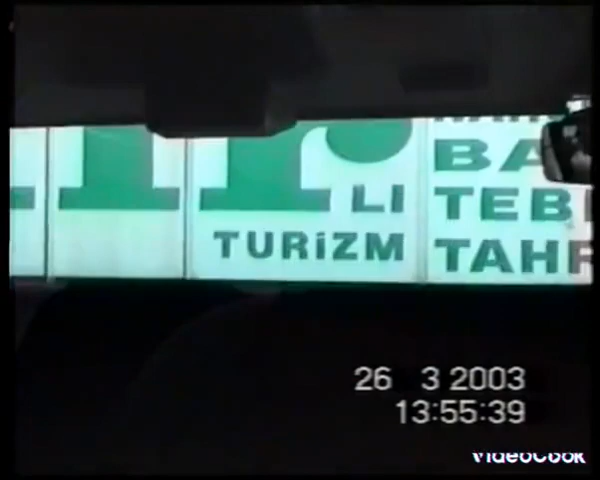 LI
TURİZM
BA
TEB
TAHR
26 3 2003
13:55:39
VideoCook